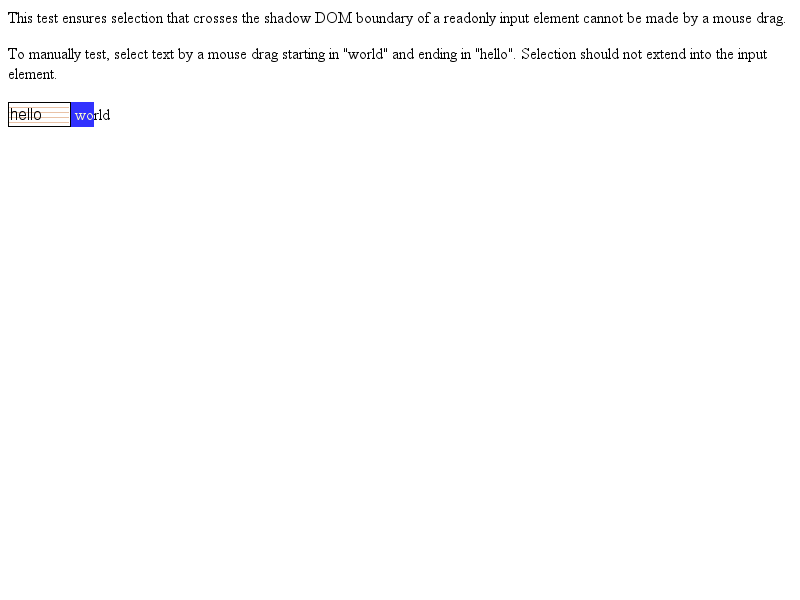 This test ensures selection that crosses the shadow DOM boundary of a readonly input element cannot be made by a mouse drag.
To manually test, select text by a mouse drag starting in "world" and ending in "hello". Selection should not extend into the input
element.
hello world